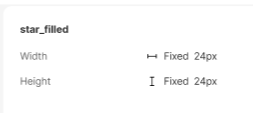 star_filled
Width Fixed 24px
Height Fixed 24px